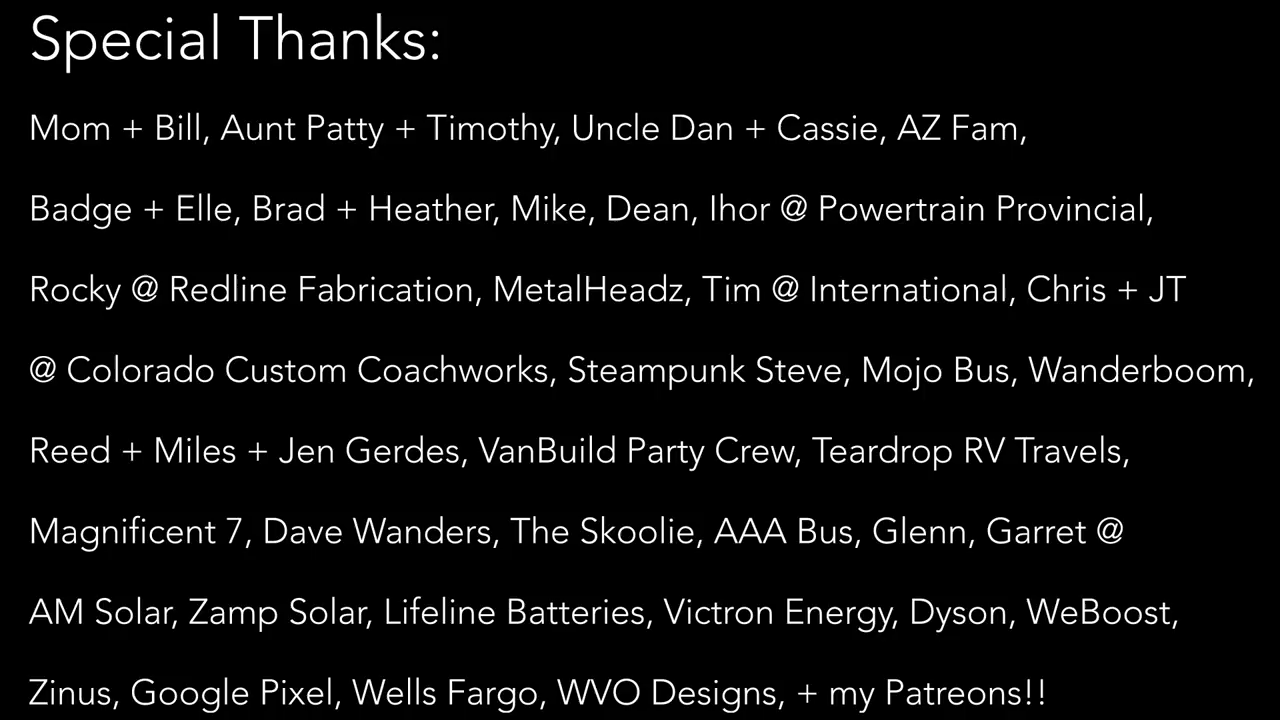 Special Thanks:
Mom + Bill, Aunt Patty + Timothy, Uncle Dan + Cassie, AZ Fam,
Badge + Elle, Brad + Heather, Mike, Dean, Ihor @ Powertrain Provincial,
Rocky @ Redline Fabrication, MetalHeadz, Tim @ International, Chris + JT
@ Colorado Custom Coachworks, Steampunk Steve, Mojo Bus, Wanderboom,
Reed + Miles + Jen Gerdes, VanBuild Party Crew, Teardrop RV Travels,
Magnificent 7, Dave Wanders, The Skoolie, AAA Bus, Glenn, Garret @
AM Solar, Zamp Solar, Lifeline Batteries, Victron Energy, Dyson, WeBoost,
Zinus, Google Pixel, Wells Fargo, WVO Designs, + my Patreons!!